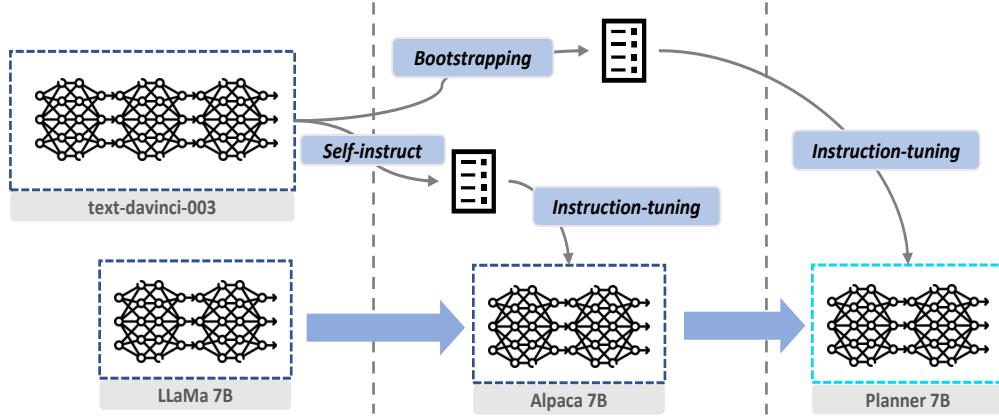 Bootstrapping
Self-instruct
Instruction-tuning
Instruction-tuning
text-davinci-003
LLaMa 7B
Alpaca 7B
Planner 7B